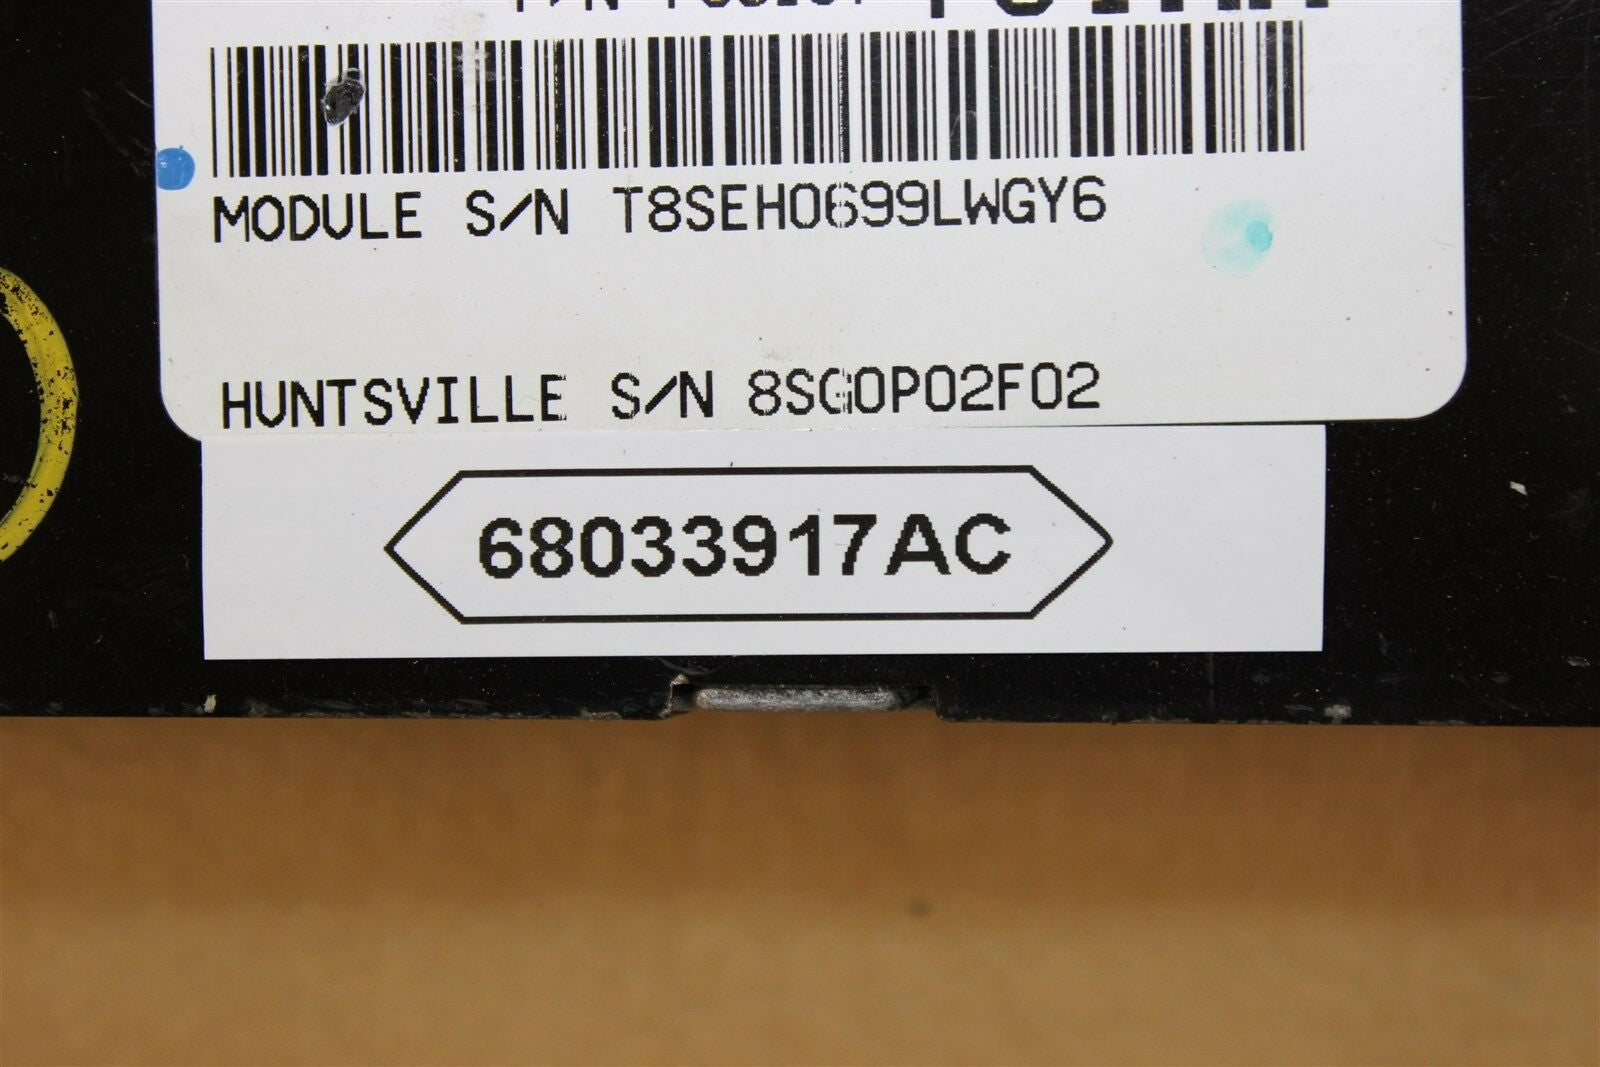 MODULE S/N T8SEH0699LWGY6
HUNTSVILLE S/N 8SG0P02F02
68033917AC